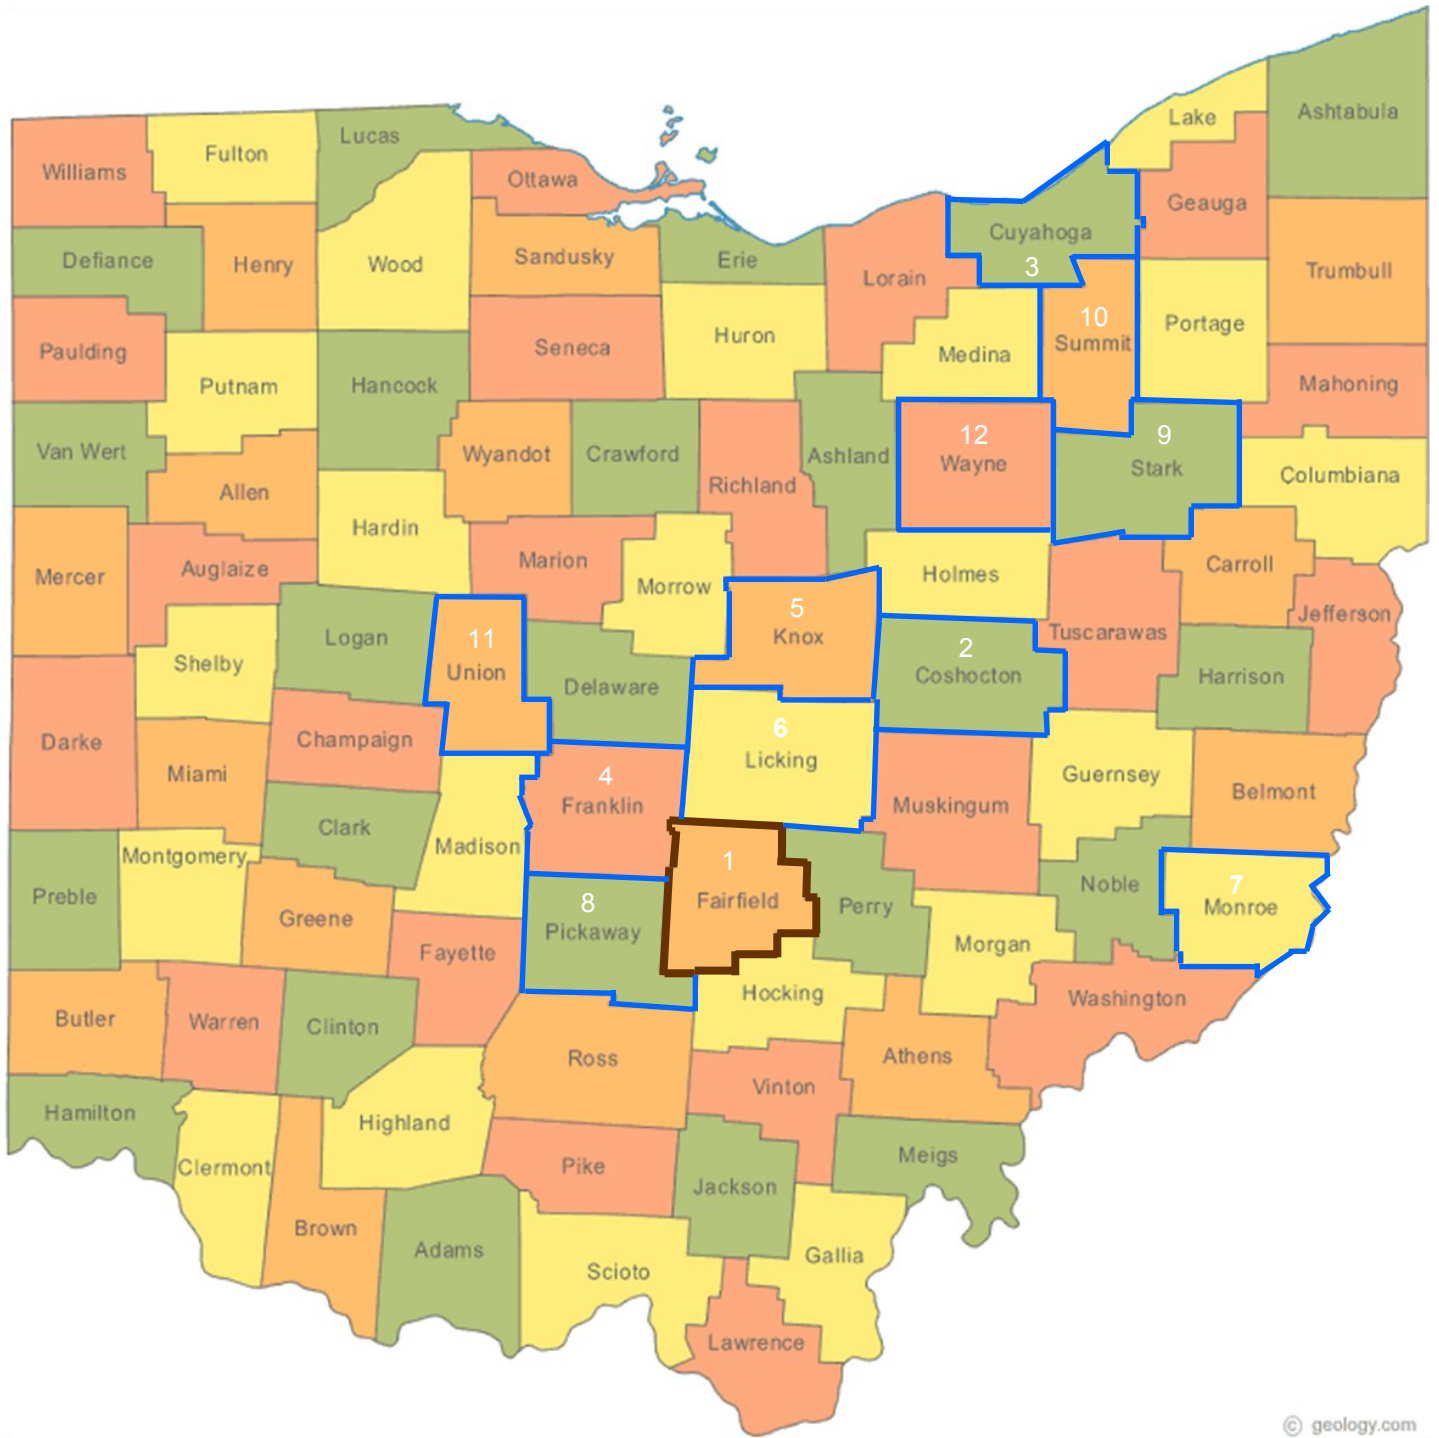 Ashtabula
Lake
Lucas
Fulton
Williams
Ottawa
Geauga
Cuyahoga
3
Sandusky
Erie
Defiance
Henry
Wood
Lorain
Trumbull
10
Summit
Portage
Huron
Seneca
Paulding
Medina
Putnam
Hancock
Mahoning
12
Wayne
9
Stark
Van Wert
Wyandot
Crawford
Ashland
Columbiana
Richland
Allen
Hardin
Marion
Carroll
Auglaize
Mercer
Holmes
Morrow
5
Knox
Jefferson
Tuscarawas
11
Union
Logan
2
Coshocton
Shelby
Harrison
Delaware
6
Licking
Darke
Champaign
Miami
Guernsey
4
Franklin
Muskingum
Belmont
Clark
Madison
Montgomery
1
Fairfield
7
Monroe
Noble
Preble
8
Pickaway
Perry
Greene
Morgan
Fayette
Hocking
Washington
Butler
Warren
Clinton
Ross
Athens
Vinton
Hamilton
Highland
Meigs
Clermont
Pike
Jackson
Brown
Adams
Gallia
Scioto
Lawrence
© geology.com